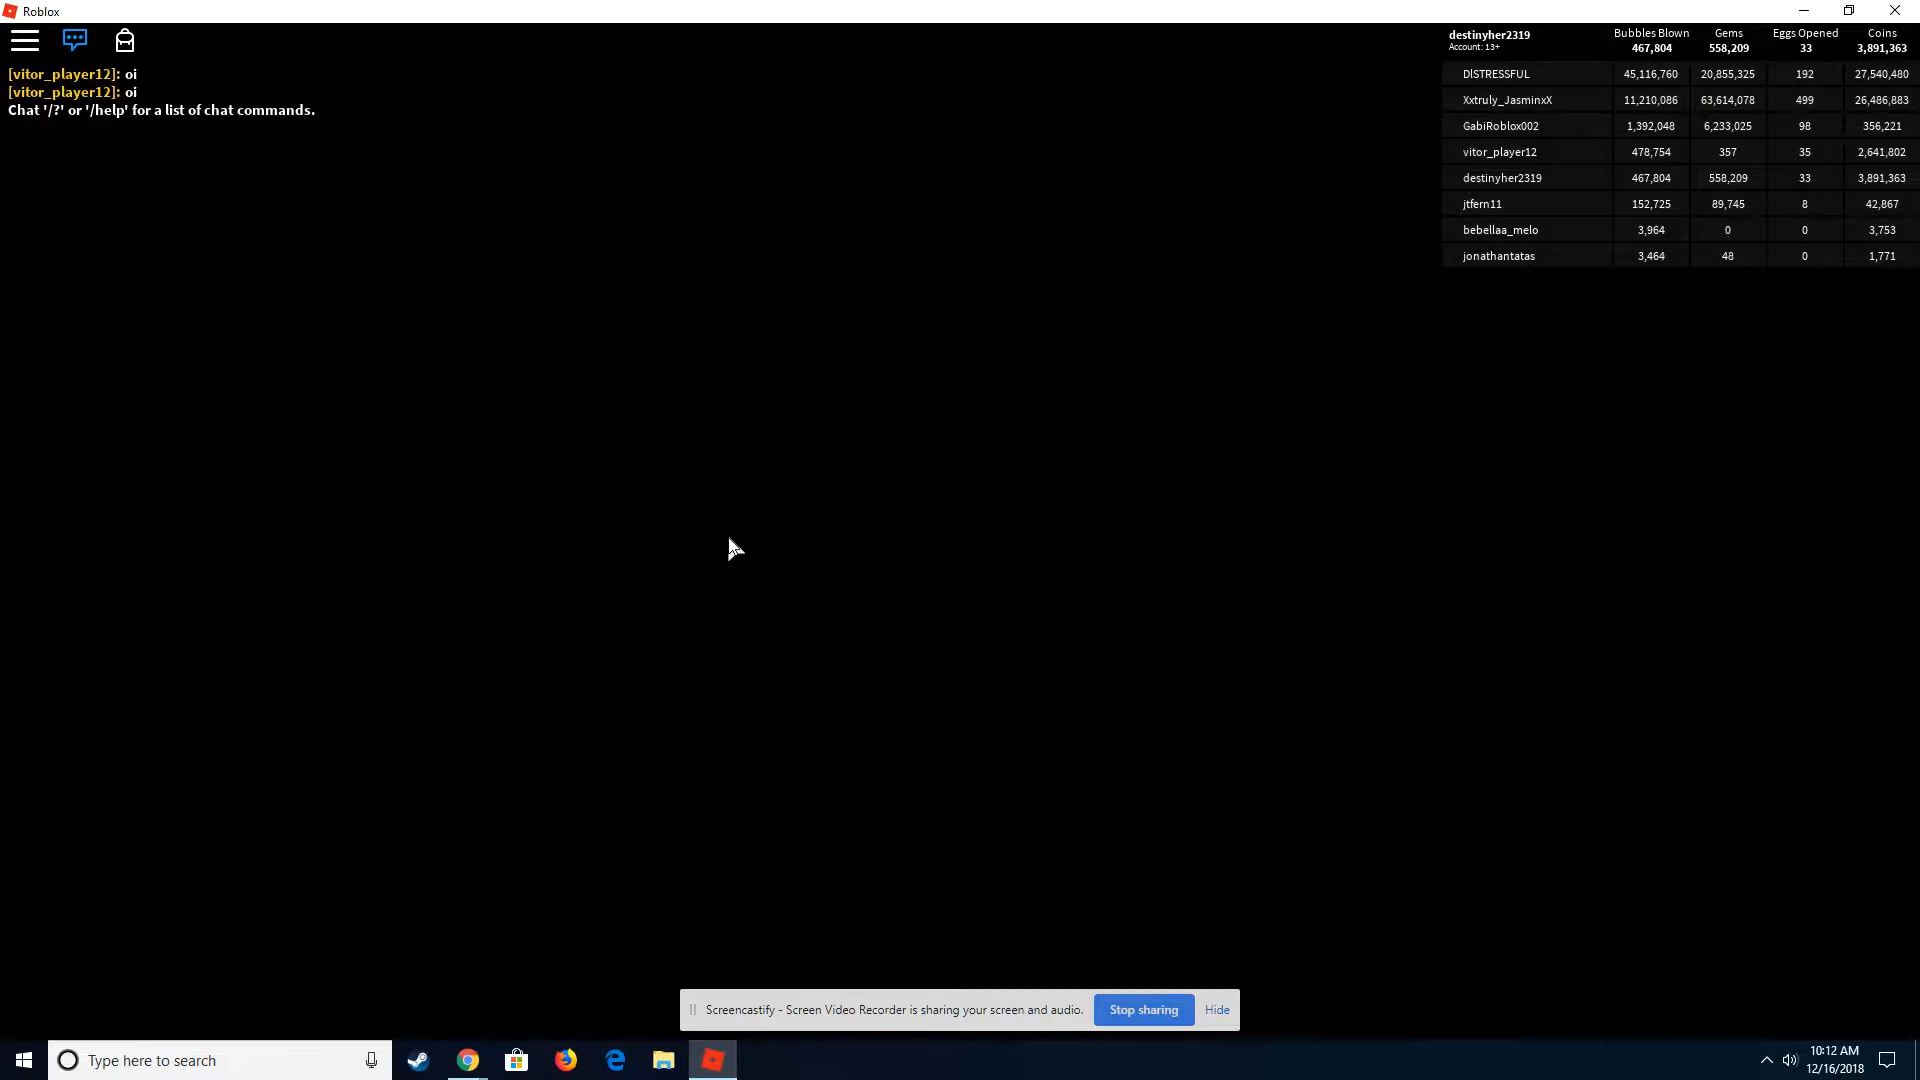 Roblox
[vitor_player12]: oi
[vitor_player12]: oi
Chat '/?' or '/help' for a list of chat commands.
destinyher2319 Bubbles Blown Gems Eggs Opened Coins
Account: 13+ 467,804 558,209 33 3,891,363
DISTRESSFUL 45,116,760 20,855,325 192 27,540,480
Xxtruly_JasminxX 11,210,086 63,614,078 499 26,486,883
GabiRoblox002 1,392,048 6,233,025 98 356,221
vitor_player12 478,754 357 35 2,641,802
destinyher2319 467,804 558,209 33 3,891,363
jtfern11 152,725 89,745 8 42,867
bebellaa_melo 3,964 0 0 3,753
jonathantatas 3,464 48 0 1,771
Screencastify - Screen Video Recorder is sharing your screen and audio. Stop sharing Hide
Type here to search
10:12 AM
12/16/2018